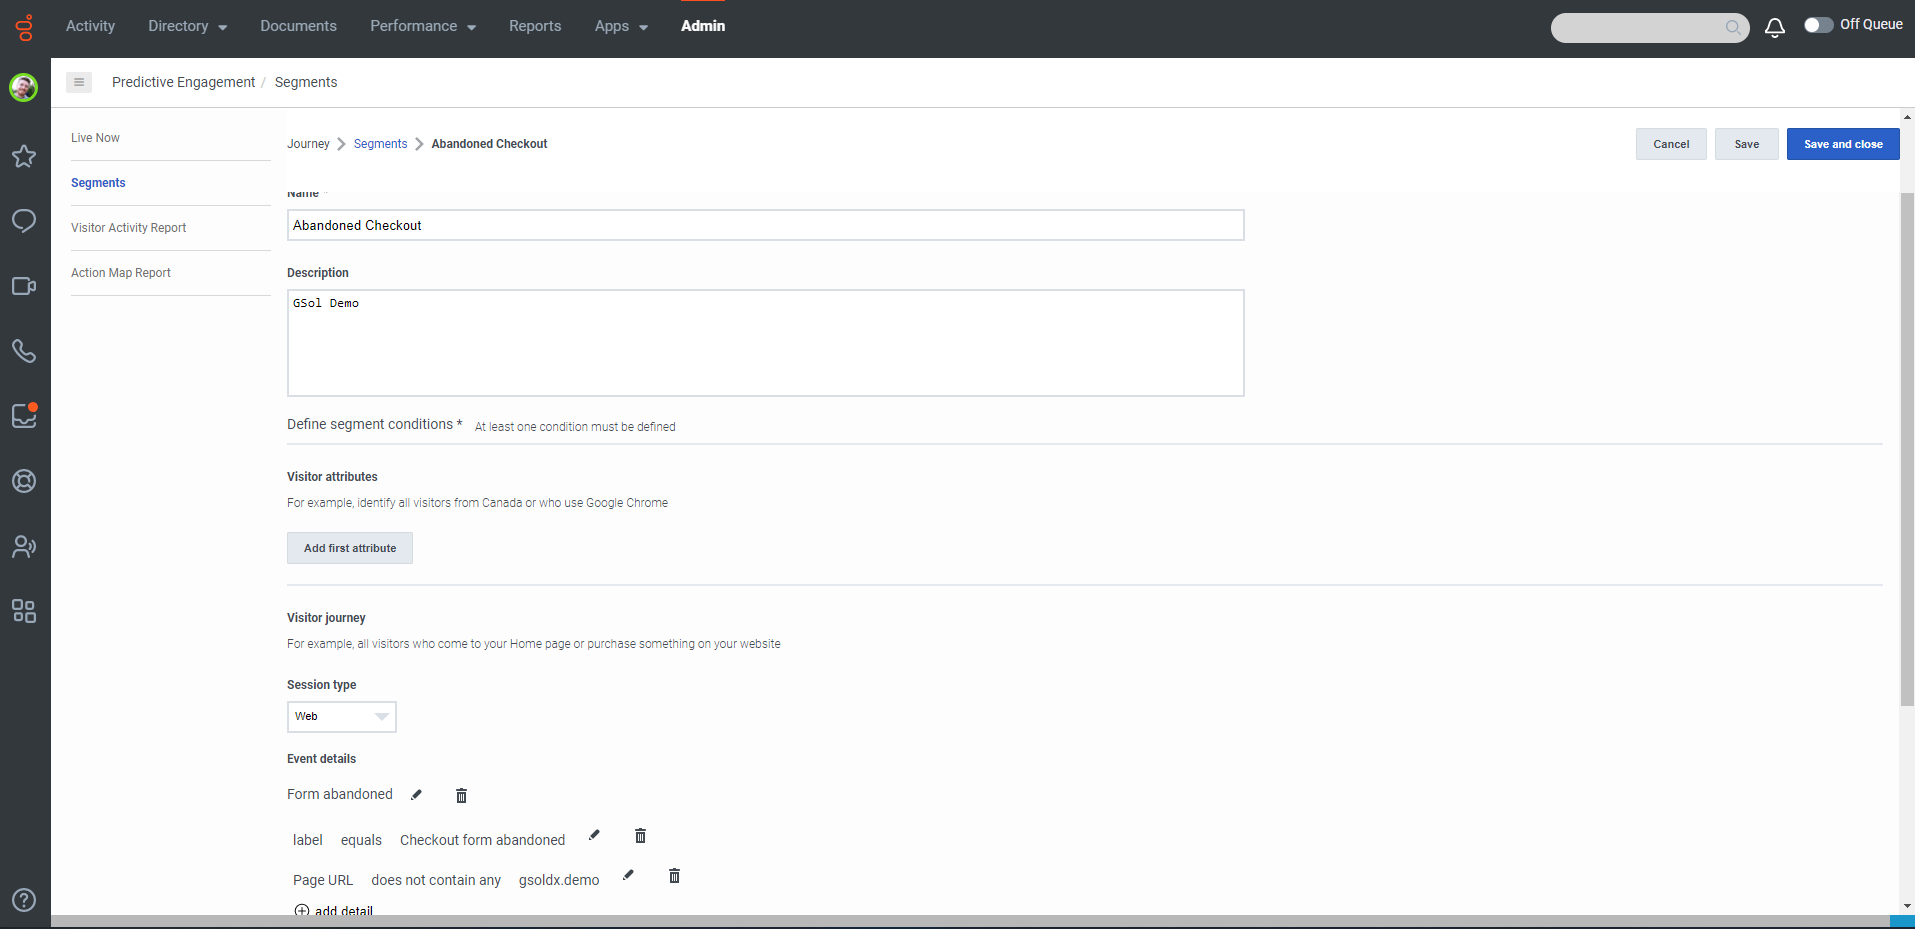 Activity Directory Documents Performance Reports Apps Admin Off Queue
Predictive Engagement / Segments
Live Now
Segments
Visitor Activity Report
Action Map Report
Journey Segments Abandoned Checkout
Cancel Save Save and close
Name *
Abandoned Checkout
Description
GSol Demo
Define segment conditions * At least one condition must be defined
Visitor attributes
For example, identify all visitors from Canada or who use Google Chrome
Add first attribute
Visitor journey
For example, all visitors who come to your Home page or purchase something on your website
Session type
Web
Event details
Form abandoned
label equals Checkout form abandoned
Page URL does not contain any gsoldx.demo
add detail